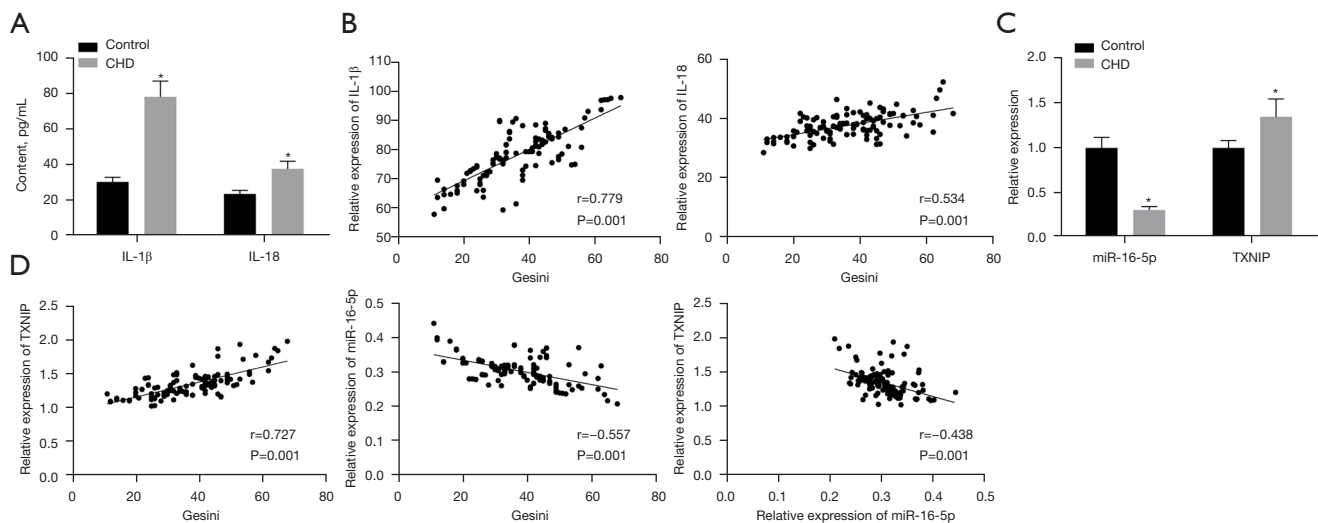 A
Control
CHD
Content, pg/mL
100
80
60
40
20
0
*
*
IL-1β
IL-18
B
Relative expression of IL-1β
110
100
90
80
70
60
50
r=0.779
P=0.001
0
20
40
60
80
Gesini
Relative expression of IL-18
60
40
20
0
r=0.534
P=0.001
0
20
40
60
80
Gesini
C
Control
CHD
Relative expression
2.0
1.5
1.0
0.5
0.0
*
*
miR-16-5p
TXNIP
D
Relative expression of TXNIP
2.5
2.0
1.5
1.0
0.5
0.0
r=0.727
P=0.001
0
20
40
60
80
Gesini
Relative expression of miR-16-5p
0.5
0.4
0.3
0.2
0.1
0.0
r=−0.557
P=0.001
0
20
40
60
80
Gesini
Relative expression of TXNIP
2.5
2.0
1.5
1.0
0.5
0.0
r=−0.438
P=0.001
0.0
0.1
0.2
0.3
0.4
0.5
Relative expression of miR-16-5p